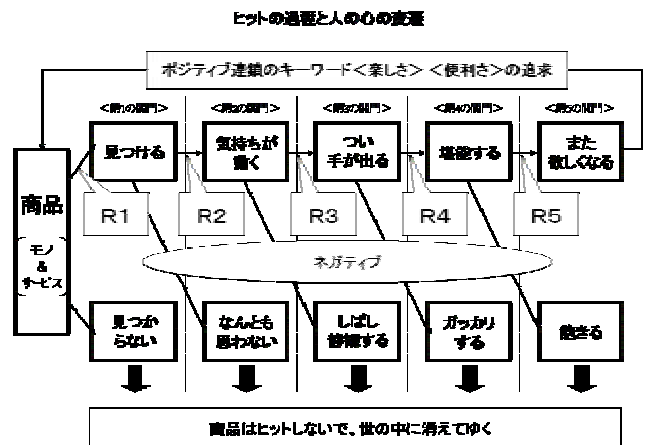 ヒットの過程と人の心の変遷
ポジティブ連鎖のキーワード<楽しさ><便利さ>の追求
<第1の関門>
<第2の関門>
<第3の関門>
<第4の関門>
<第5の関門>
見つける
気持ちが
働く
つい
手が出る
堪能する
また
欲しくなる
商品
モノ
&
サービス
R1
R2
R3
R4
R5
ネガティブ
見つか
らない
なんとも
思わない
しばし
躊躇する
ガッカリ
する
飽きる
商品はヒットしないで、世の中に消えてゆく